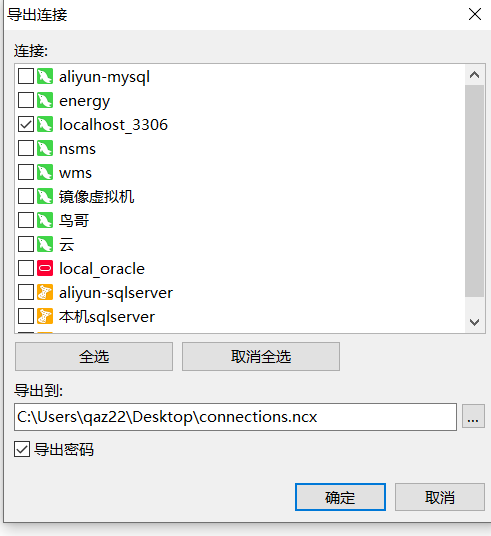 导出连接
连接:
aliyun-mysql
energy
localhost_3306
nsms
wms
镜像虚拟机
鸟哥
云
local_oracle
aliyun-sqlserver
本机sqlserver
全选 取消全选
导出到:
C:\Users\qaz22\Desktop\connections.ncx ...
导出密码
确定 取消